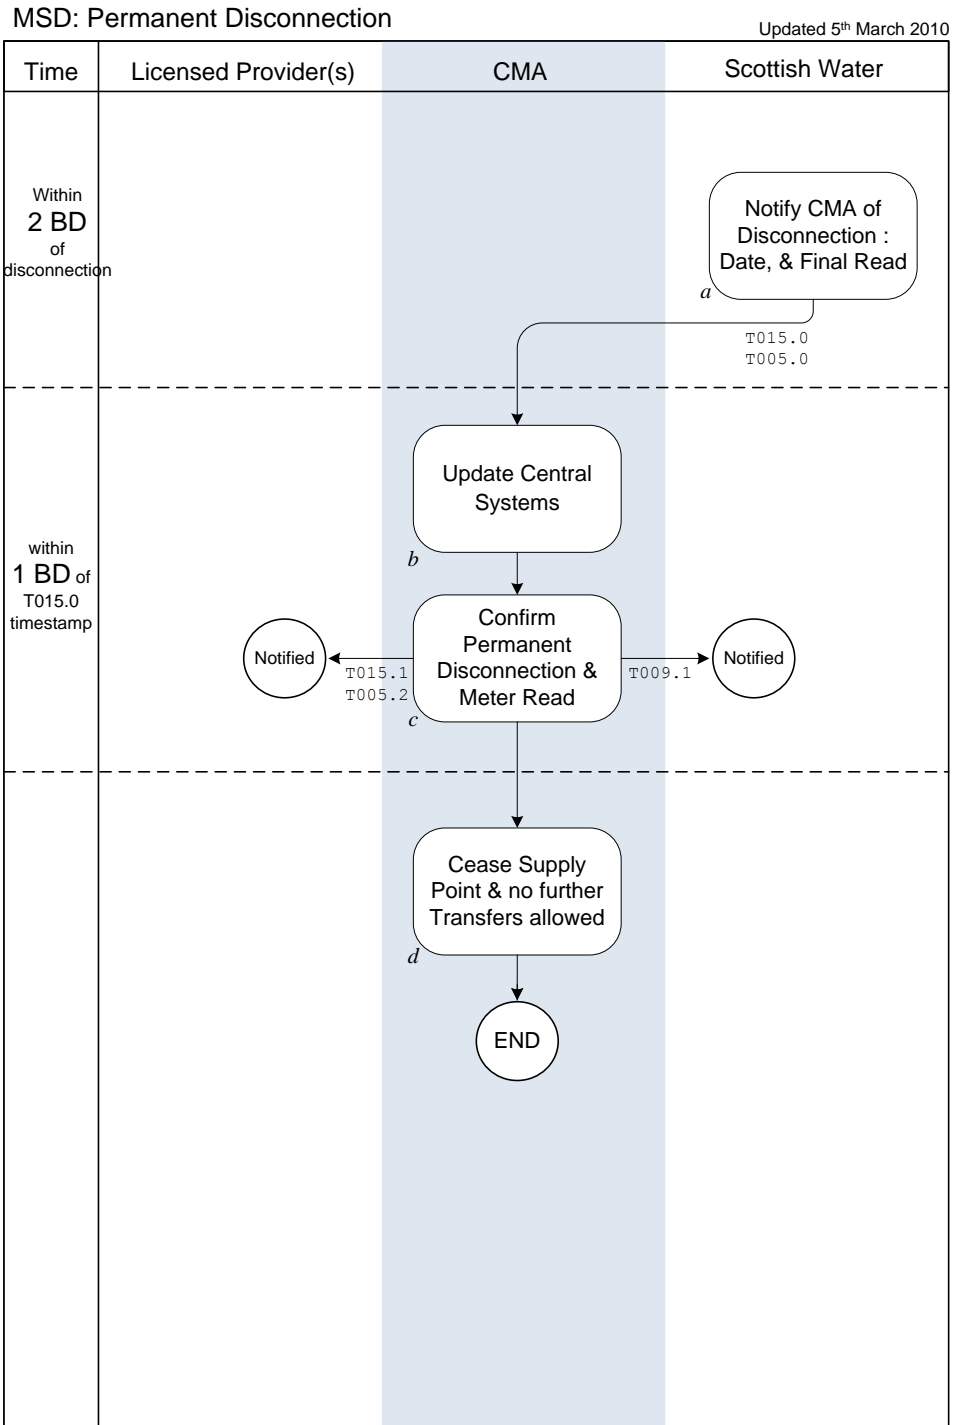 MSD: Permanent Disconnection
Updated 5th March 2010
Time
Licensed Provider(s)
CMA
Scottish Water
Within
2 BD
of
disconnection
Notify CMA of
Disconnection :
Date, & Final Read
a
T015.0
T005.0
within
1 BD of
T015.0
timestamp
Update Central
Systems
b
Confirm
Permanent
Disconnection &
Meter Read
c
Notified
T015.1
T005.2
T009.1
Notified
Cease Supply
Point & no further
Transfers allowed
d
END